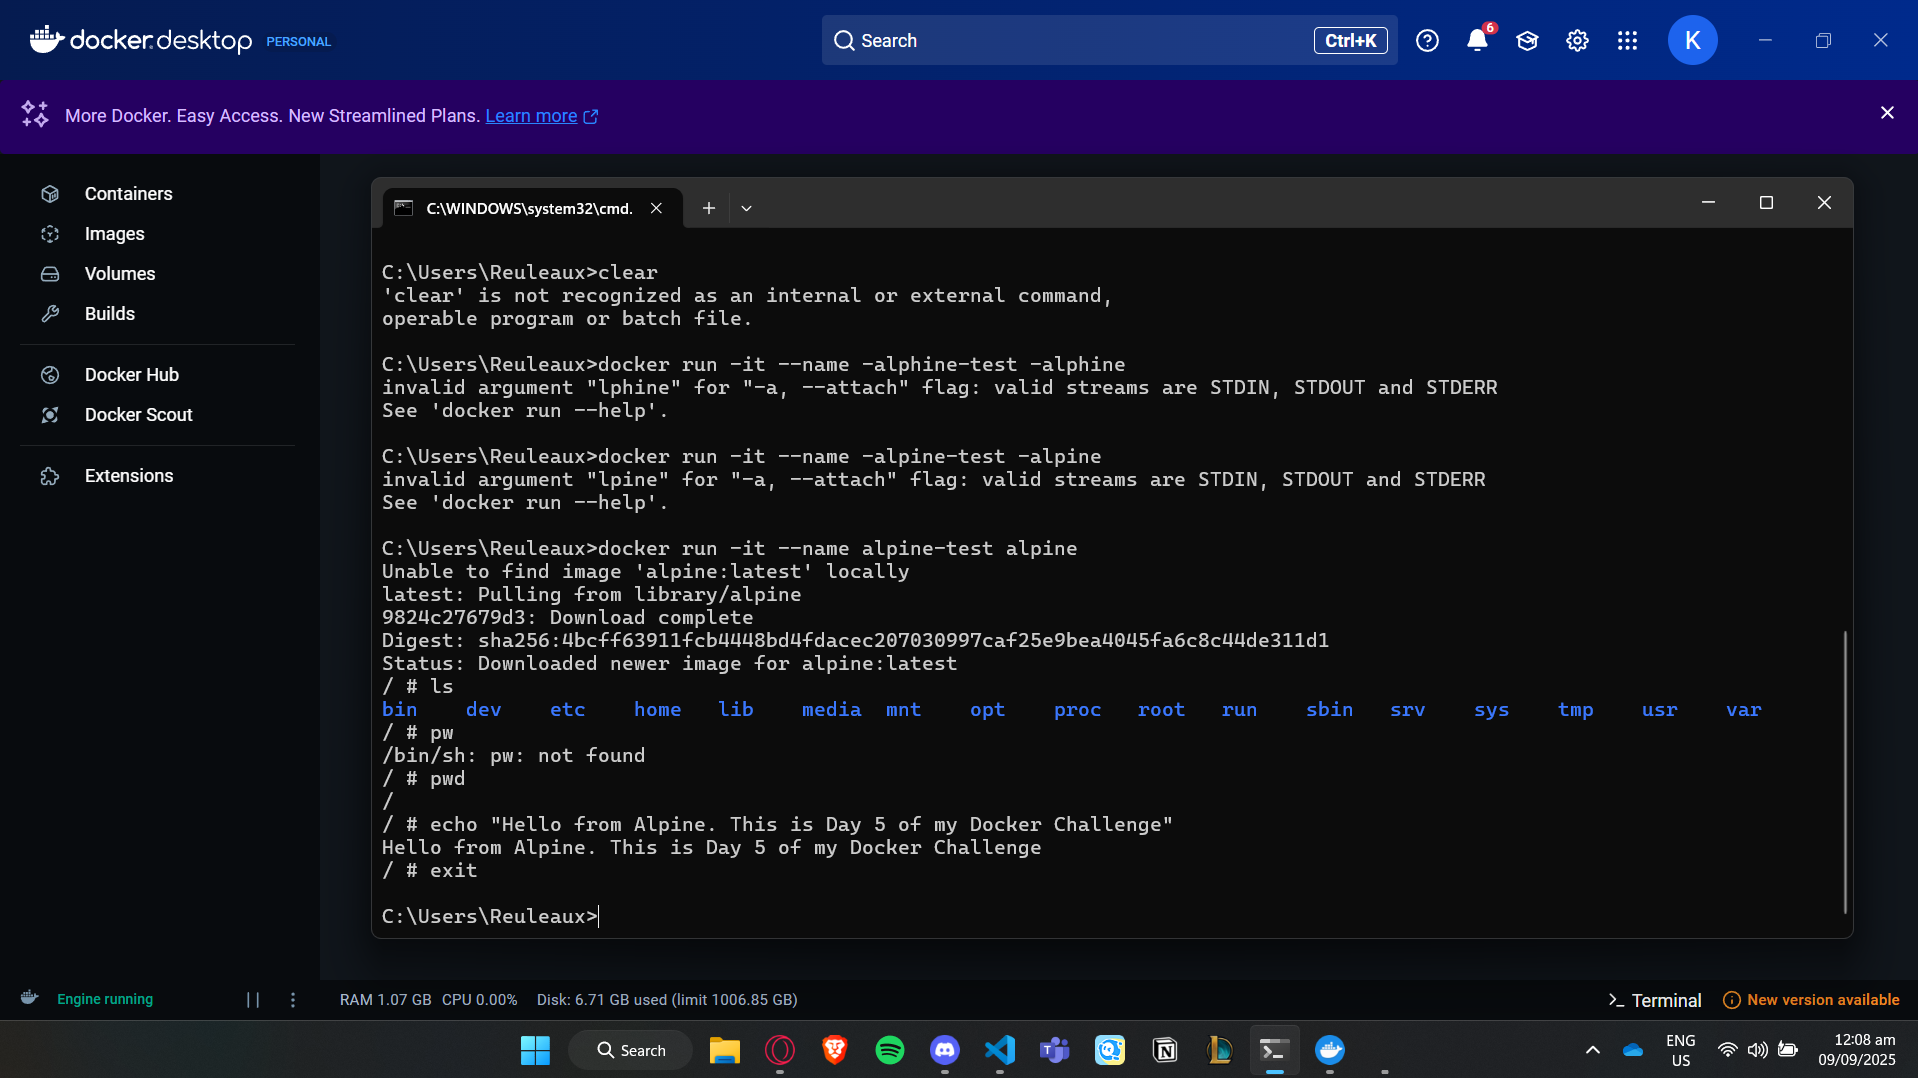 docker.desktop PERSONAL
Search Ctrl+K
6
K
More Docker. Easy Access. New Streamlined Plans. Learn more
Containers
Images
Volumes
Builds
Docker Hub
Docker Scout
Extensions
C:\WINDOWS\system32\cmd.
C:\Users\Reuleaux>clear
'clear' is not recognized as an internal or external command,
operable program or batch file.
C:\Users\Reuleaux>docker run -it --name -alphine-test -alphine
invalid argument "lphine" for "-a, --attach" flag: valid streams are STDIN, STDOUT and STDERR
See 'docker run --help'.
C:\Users\Reuleaux>docker run -it --name -alpine-test -alpine
invalid argument "lpine" for "-a, --attach" flag: valid streams are STDIN, STDOUT and STDERR
See 'docker run --help'.
C:\Users\Reuleaux>docker run -it --name alpine-test alpine
Unable to find image 'alpine:latest' locally
latest: Pulling from library/alpine
9824c27679d3: Download complete
Digest: sha256:4bcff63911fcb4448bd4fdacec207030997caf25e9bea4045fa6c8c44de311d1
Status: Downloaded newer image for alpine:latest
/ # ls
bin dev etc home lib media mnt opt proc root run sbin srv sys tmp usr var
/ # pw
/bin/sh: pw: not found
/ # pwd
/
/ # echo "Hello from Alpine. This is Day 5 of my Docker Challenge"
Hello from Alpine. This is Day 5 of my Docker Challenge
/ # exit
C:\Users\Reuleaux>
Engine running
RAM 1.07 GB CPU 0.00% Disk: 6.71 GB used (limit 1006.85 GB)
Terminal
New version available
Search
ENG
US
12:08 am
09/09/2025